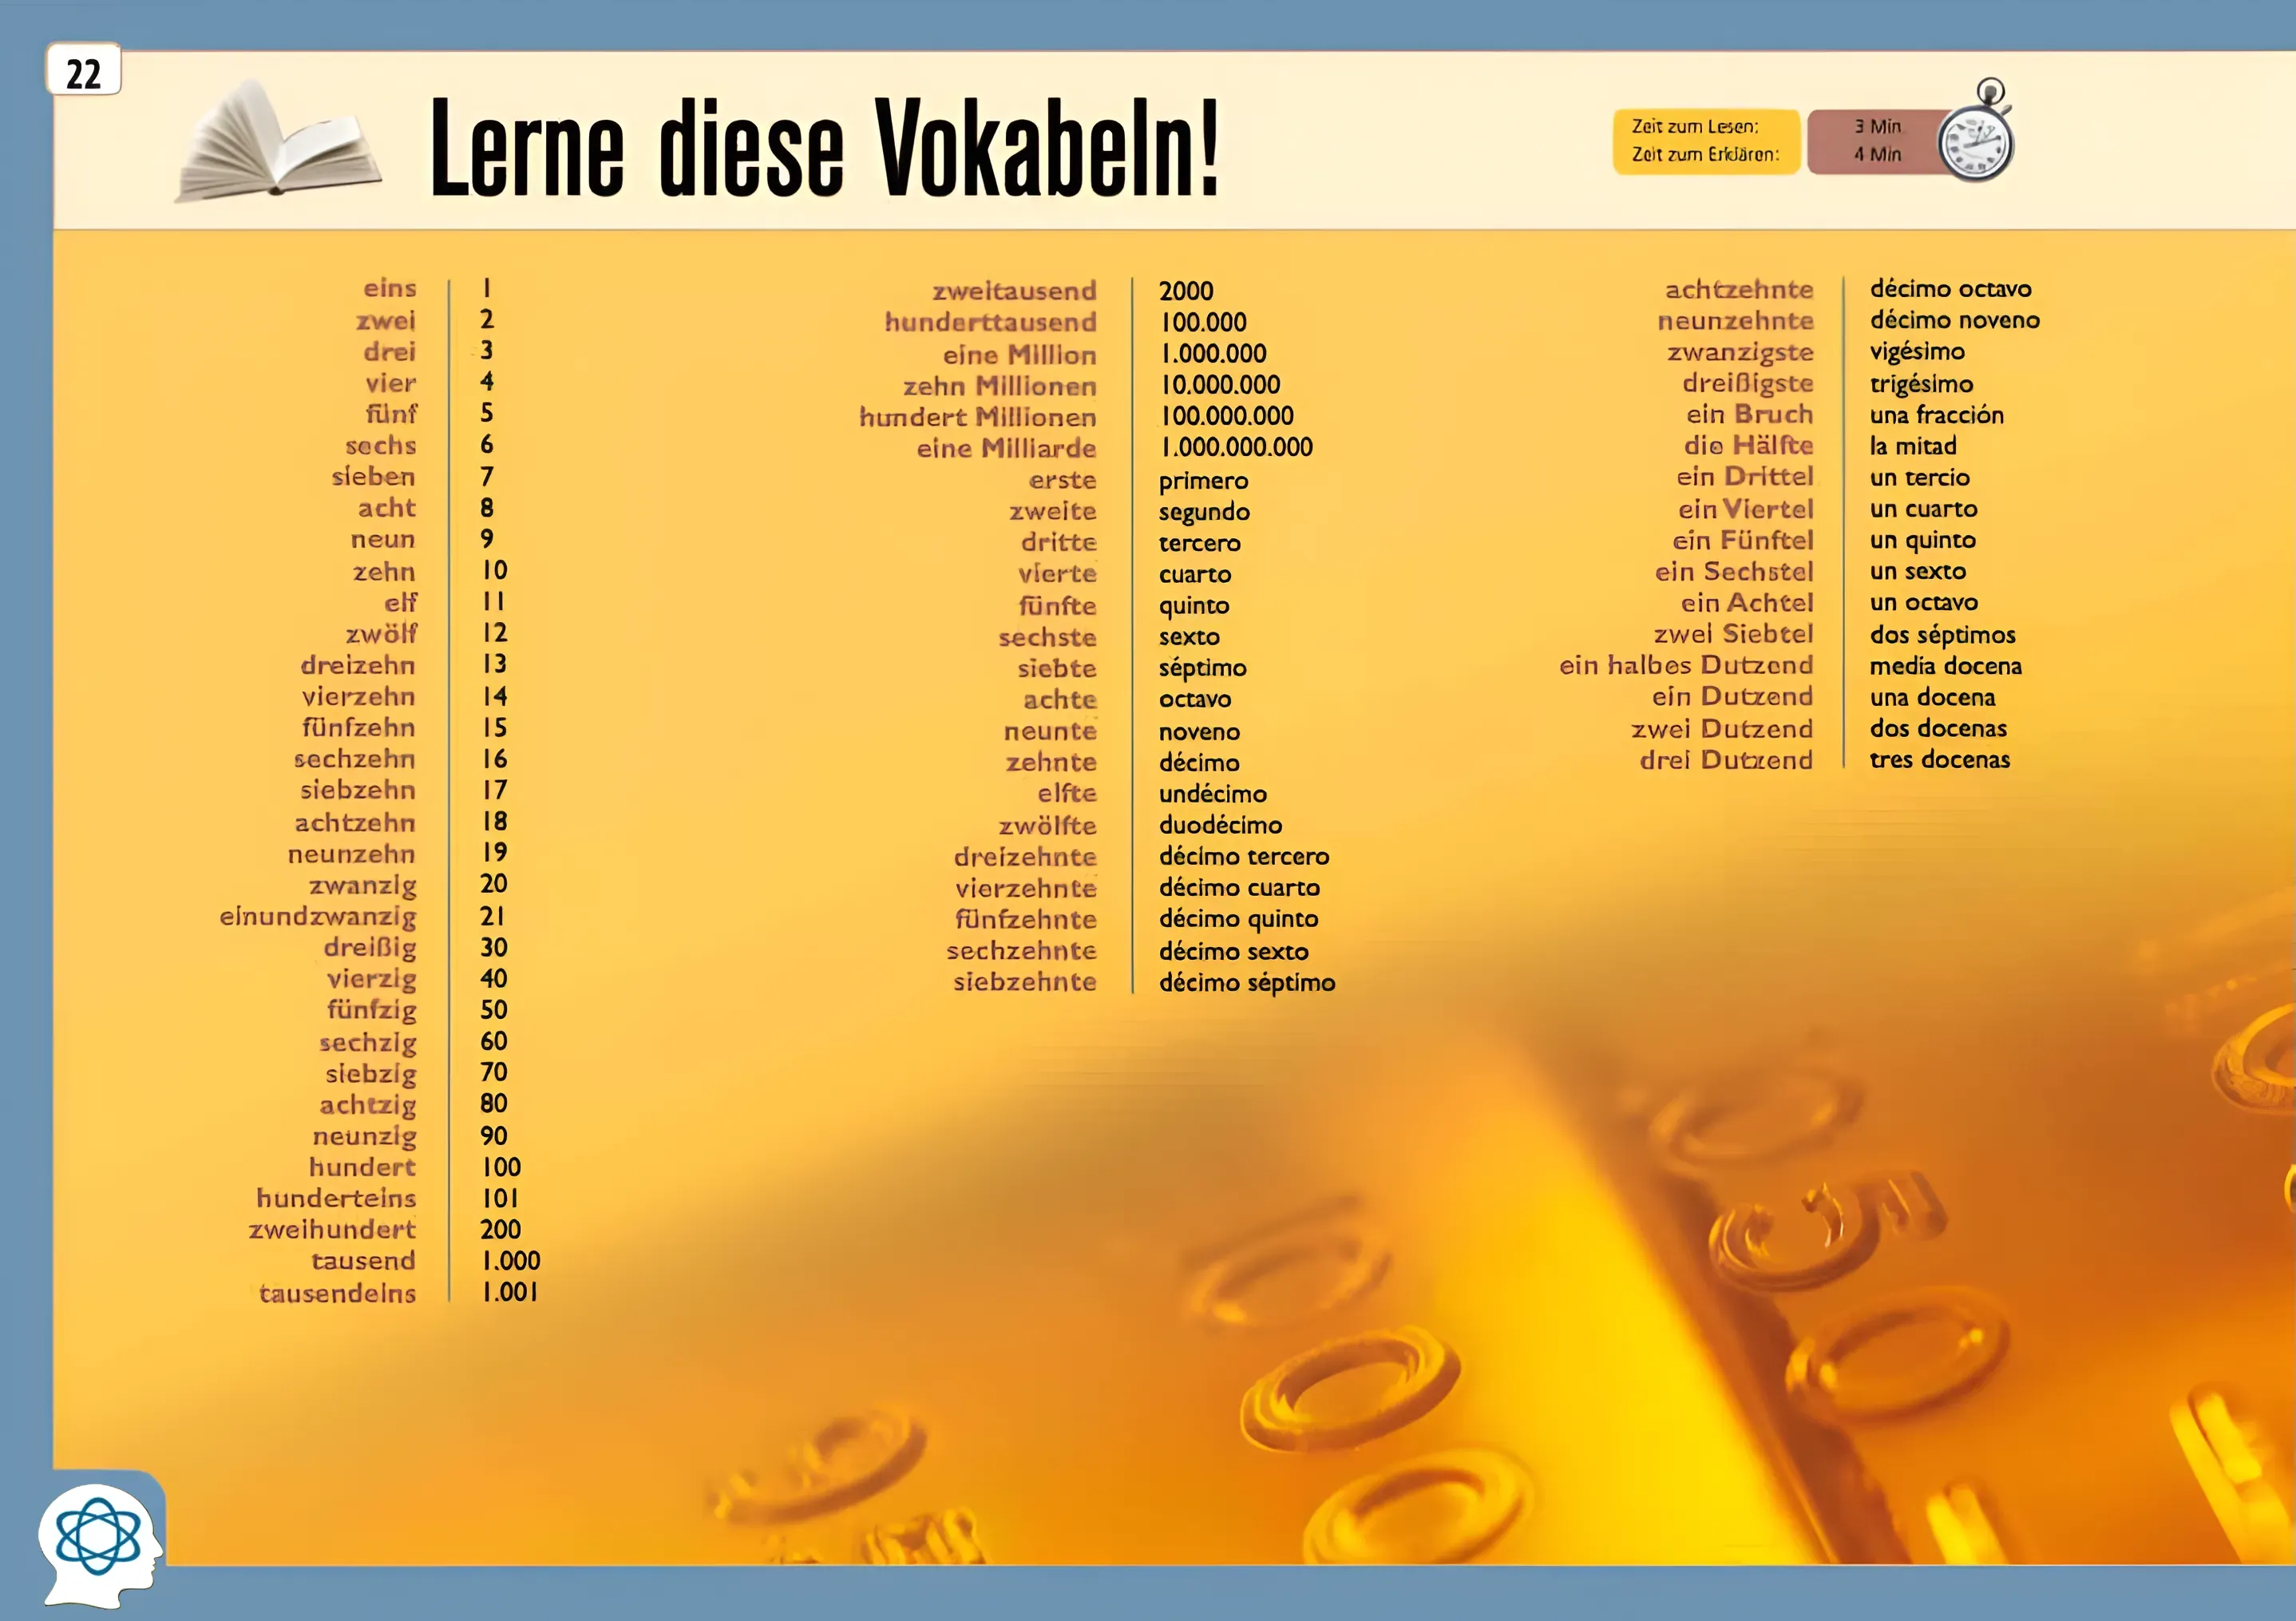 22
Lerne diese Vokabeln!
Zeit zum Lesen: 3 Min
Zeit zum Erklären: 4 Min
eins 1
zwei 2
drei 3
vier 4
fünf 5
sechs 6
sieben 7
acht 8
neun 9
zehn 10
elf 11
zwölf 12
dreizehn 13
vierzehn 14
fünfzehn 15
sechzehn 16
siebzehn 17
achtzehn 18
neunzehn 19
zwanzig 20
einundzwanzig 21
dreißig 30
vierzig 40
fünfzig 50
sechzig 60
siebzig 70
achtzig 80
neunzig 90
hundert 100
hunderteins 101
zweihundert 200
tausend 1.000
tausendeins 1.001
zweitausend 2000
hunderttausend 100.000
eine Million 1.000.000
zehn Millionen 10.000.000
hundert Millionen 100.000.000
eine Milliarde 1.000.000.000
erste primero
zweite segundo
dritte tercero
vierte cuarto
fünfte quinto
sechste sexto
siebte séptimo
achte octavo
neunte noveno
zehnte décimo
elfte undécimo
zwölfte duodécimo
dreizehnte décimo tercero
vierzehnte décimo cuarto
fünfzehnte décimo quinto
sechzehnte décimo sexto
siebzehnte décimo séptimo
achtzehnte décimo octavo
neunzehnte décimo noveno
zwanzigste vigésimo
dreißigste trigésimo
ein Bruch una fracción
die Hälfte la mitad
ein Drittel un tercio
ein Viertel un cuarto
ein Fünftel un quinto
ein Sechstel un sexto
ein Achtel un octavo
zwei Siebtel dos séptimos
ein halbes Dutzend media docena
ein Dutzend una docena
zwei Dutzend dos docenas
drei Dutzend tres docenas